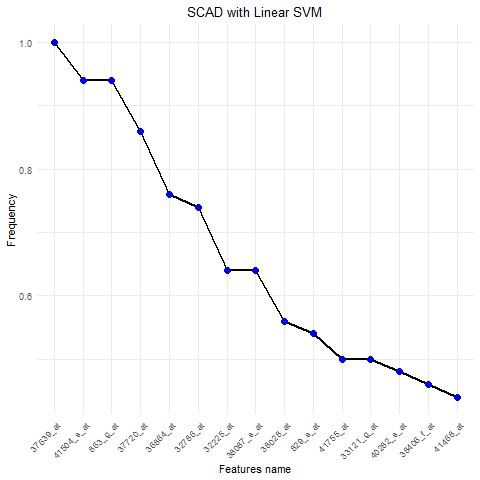 SCAD with Linear SVM
1.0
0.8
0.6
Frequency
37639_at
41504_s_at
863_g_at
37720_at
36864_at
32786_at
32225_at
38087_s_at
38028_at
829_s_at
41755_at
33121_g_at
40282_s_at
38406_f_at
41468_at
Features name